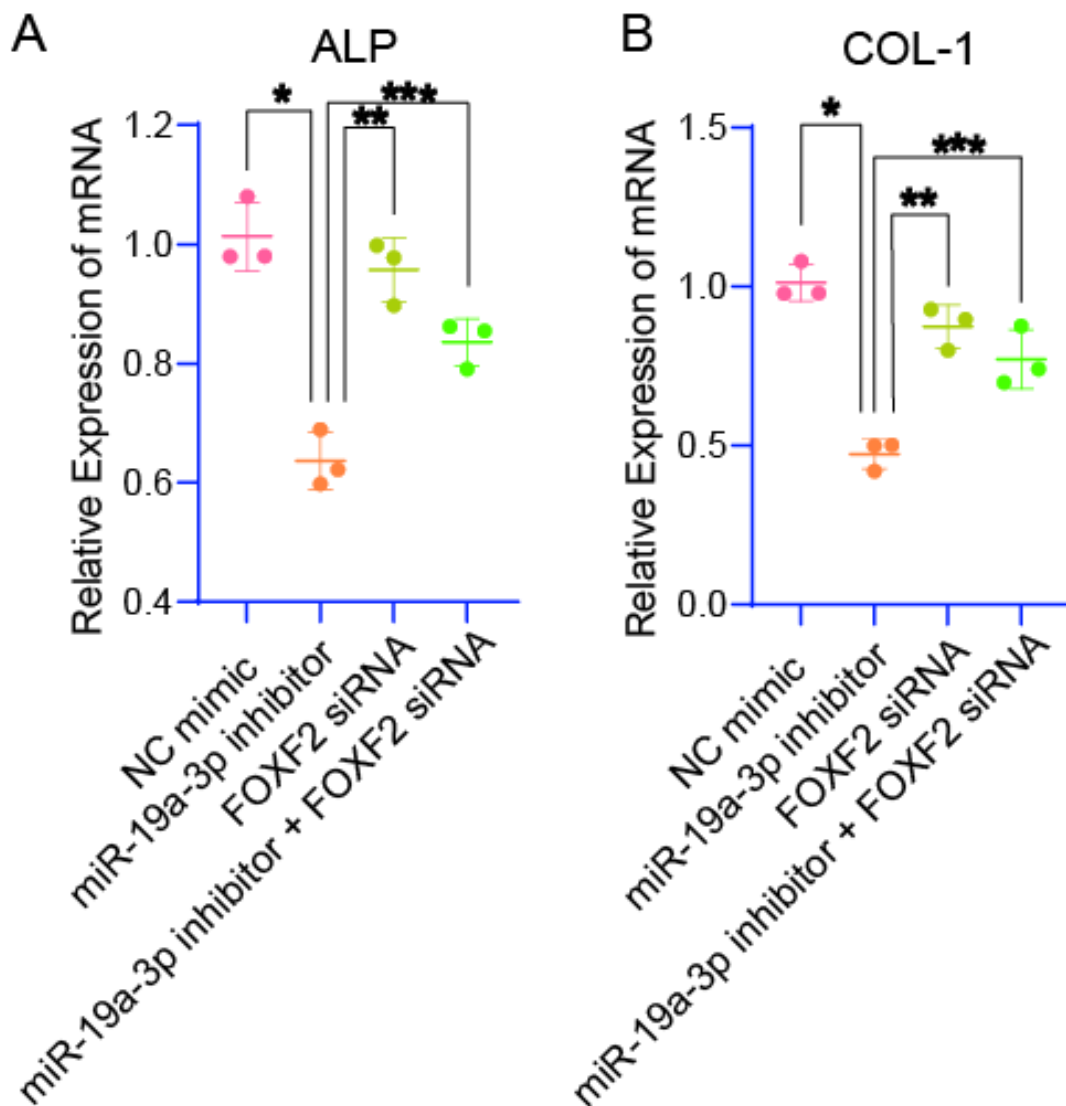 A
ALP
Relative Expression of mRNA
1.2
1.0
0.8
0.6
0.4
*
**
***
NC mimic
miR-19a-3p inhibitor
FOXF2 siRNA
miR-19a-3p inhibitor + FOXF2 siRNA
B
COL-1
Relative Expression of mRNA
1.5
1.0
0.5
0.0
*
**
***
NC mimic
miR-19a-3p inhibitor
FOXF2 siRNA
miR-19a-3p inhibitor + FOXF2 siRNA